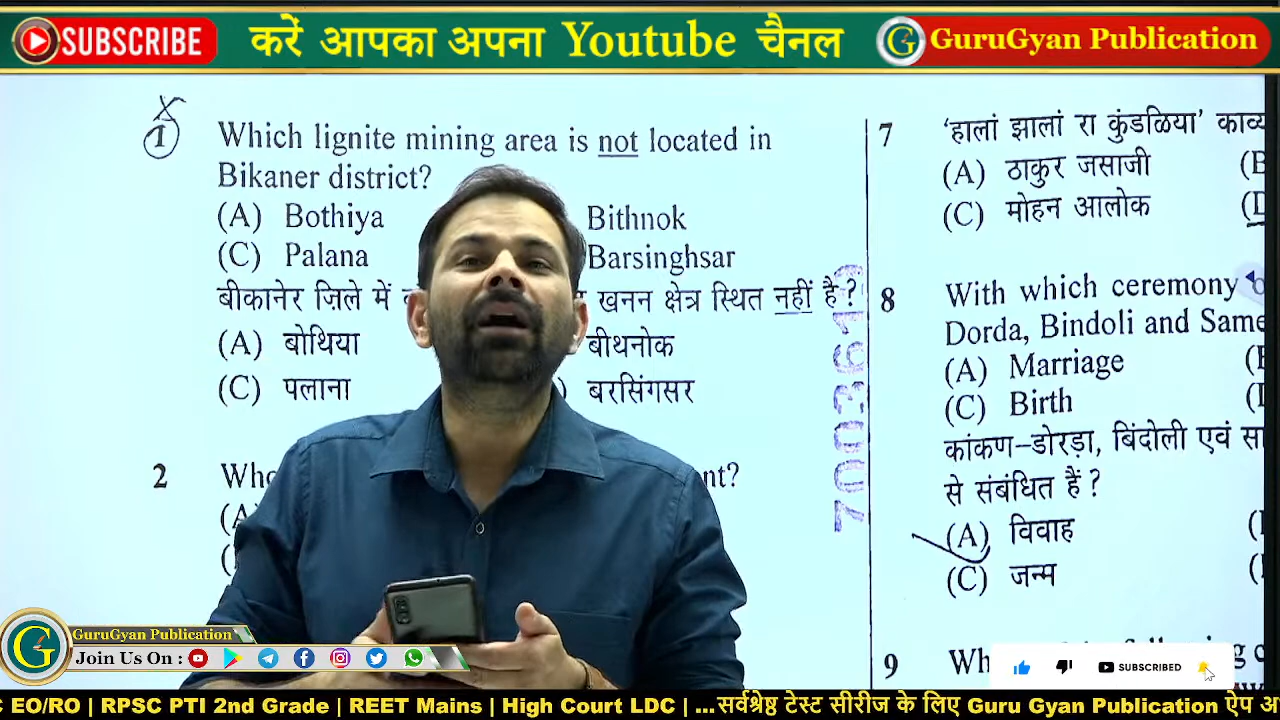 SUBSCRIBE करें आपका अपना Youtube चैनल GuruGyan Publication
1 Which lignite mining area is not located in
Bikaner district?
(A) Bothiya Bithnok
(C) Palana Barsinghsar
बीकानेर ज़िले में खनन क्षेत्र स्थित नहीं है ?
(A) बोथिया बीथनोक
(C) पलाना बरसिंगसर
2
7003619
7 'हालां झालां रा कुंडळिया'
(A) ठाकुर जसाजी
(C) मोहन आलोक
8 With which ceremony
Dorda, Bindoli and
(A) Marriage
(C) Birth
कांकण–डोरड़ा, बिंदोली एवं
से संबंधित हैं ?
(A) विवाह
(C) जन्म
9
GuruGyan Publication
Join Us On :
SUBSCRIBED
EO/RO | RPSC PTI 2nd Grade | REET Mains | High Court LDC | ...सर्वश्रेष्ठ टेस्ट सीरीज के लिए Guru Gyan Publication ऐप